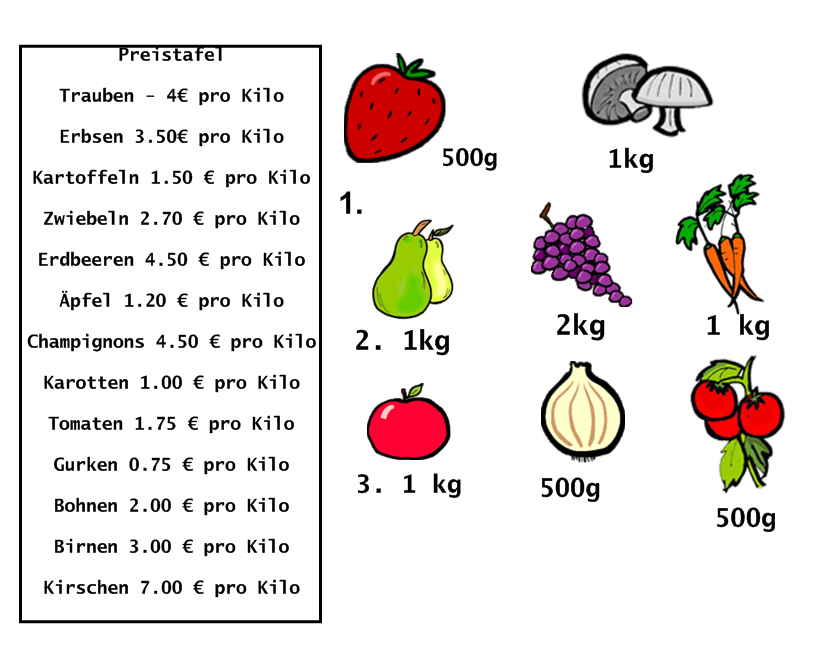 Preistafel
Trauben – 4€ pro Kilo
Erbsen 3.50€ pro Kilo
Kartoffeln 1.50 € pro Kilo
Zwiebeln 2.70 € pro Kilo
Erdbeeren 4.50 € pro Kilo
Äpfel 1.20 € pro Kilo
Champignons 4.50 € pro Kilo
Karotten 1.00 € pro Kilo
Tomaten 1.75 € pro Kilo
Gurken 0.75 € pro Kilo
Bohnen 2.00 € pro Kilo
Birnen 3.00 € pro Kilo
Kirschen 7.00 € pro Kilo
500g 1kg
1.
2. 1kg 2kg 1 kg
3. 1 kg 500g
500g